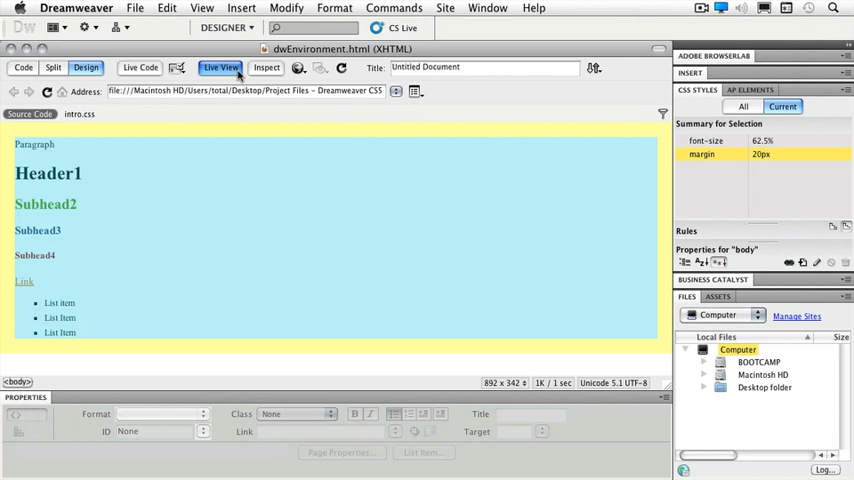 Dreamweaver File Edit View Insert Modify Format Commands Site Window Help
Dw DESIGNER CS Live
dwEnvironment.html (XHTML)
Code Split Design Live Code Live View Inspect Title: Untitled Document
Address: file:///Macintosh HD/Users/total/Desktop/Project Files - Dreamweaver CS5
Source Code intro.css
Paragraph
Header1
Subhead2
Subhead3
Subhead4
Link
List item
List Item
List Item
<body> 892 x 342 1K / 1 sec Unicode 5.1 UTF-8
PROPERTIES
<> Format Class None B I Title
ID None Link Target
Page Properties... List Item...
ADOBE BROWSERLAB
INSERT
CSS STYLES AP ELEMENTS
All Current
Summary for Selection
font-size 62.5%
margin 20px
Rules
Properties for "body"
Az↓
BUSINESS CATALYST
FILES ASSETS
Computer Manage Sites
Local Files Size
Computer
BOOTCAMP
Macintosh HD
Desktop folder
Log...